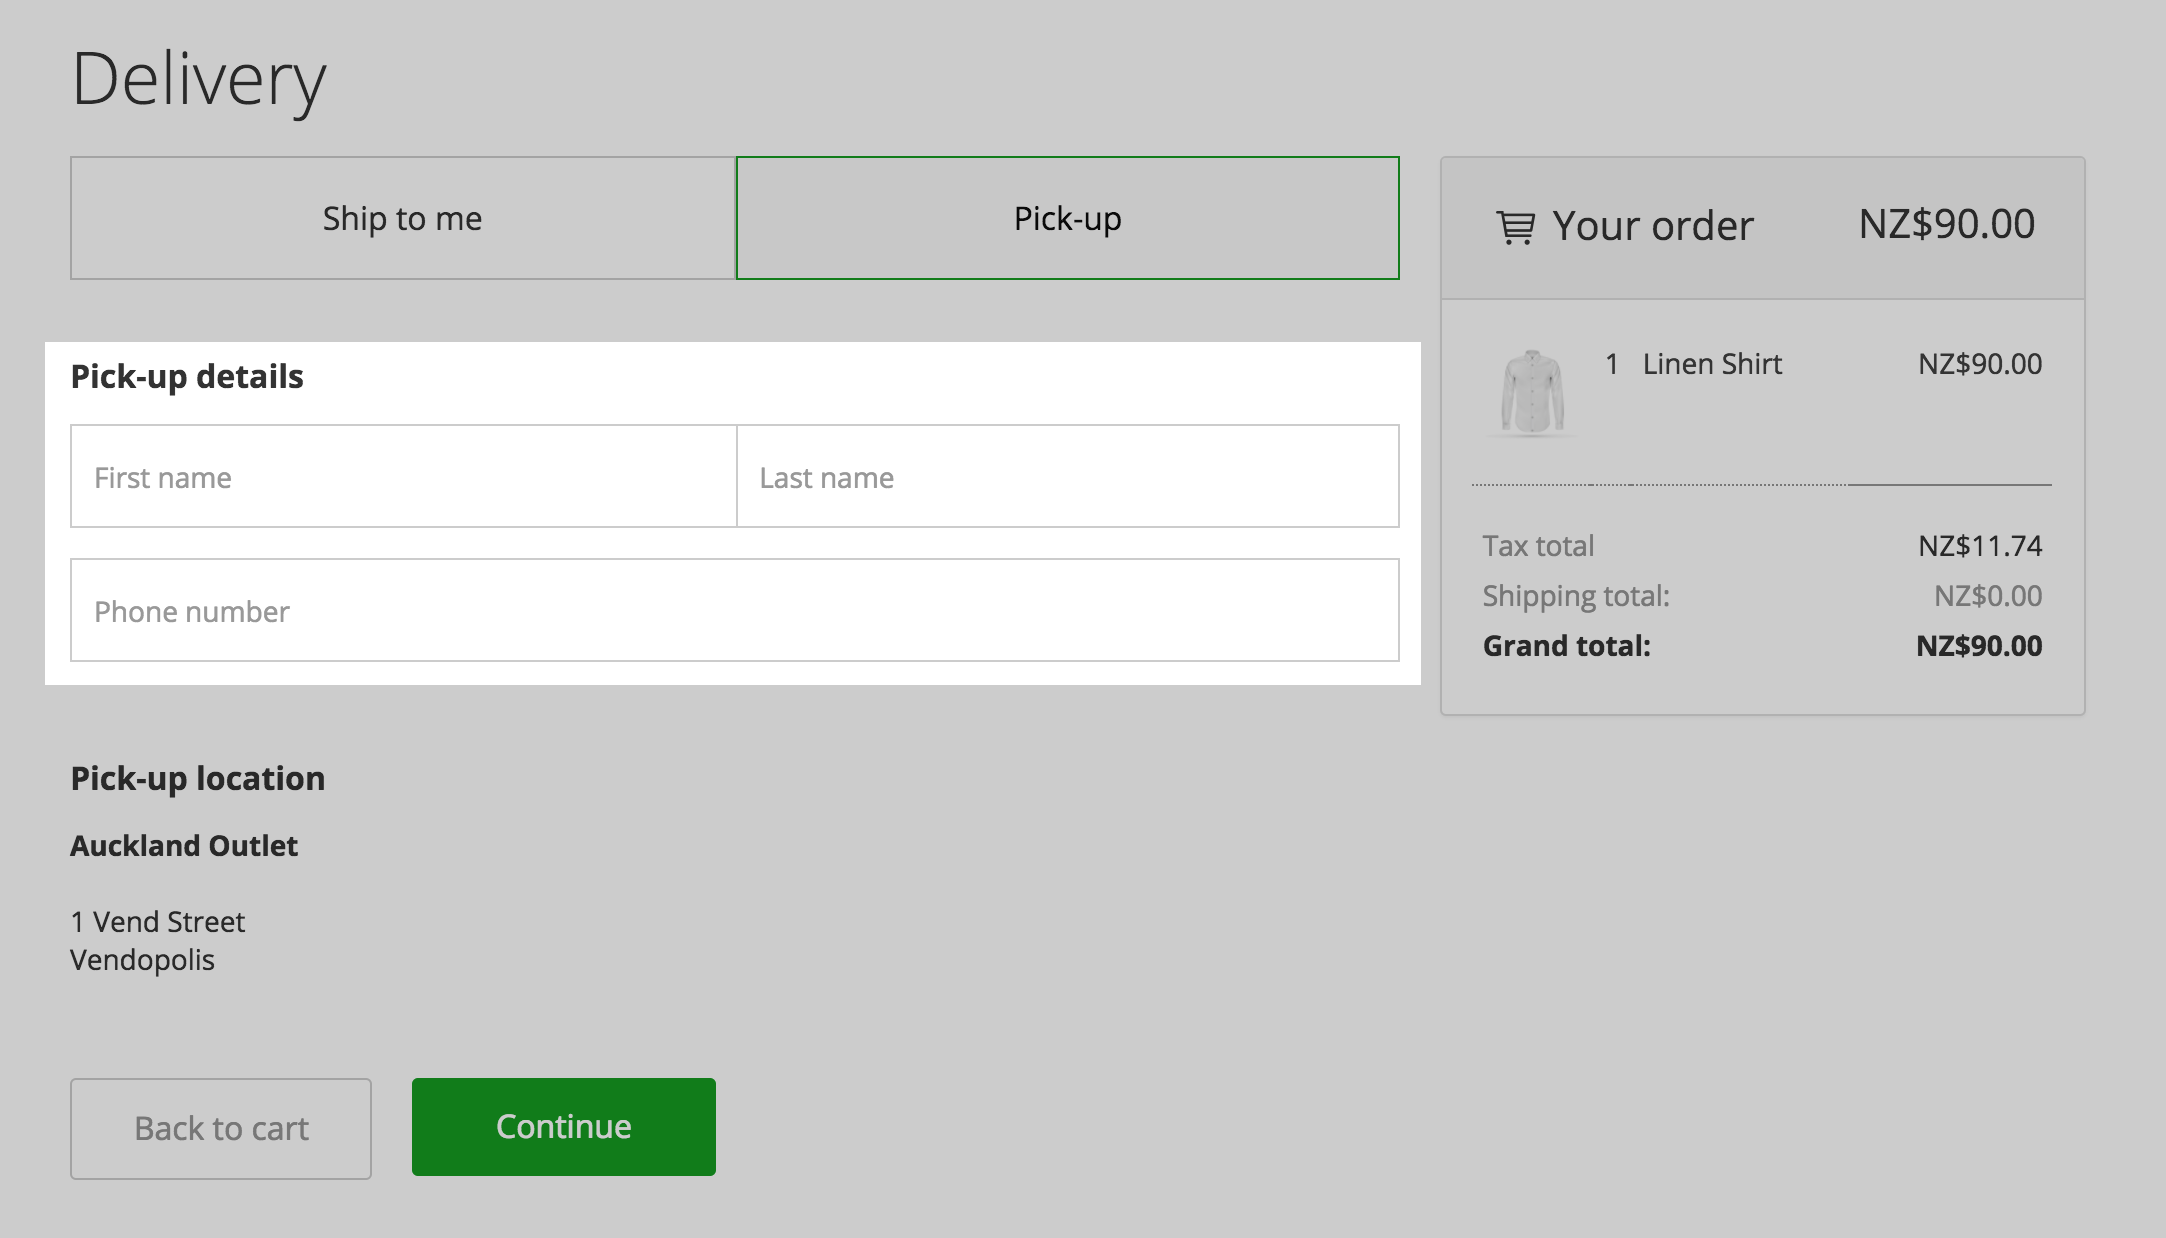 Delivery
Ship to me
Pick-up
Pick-up details
First name
Last name
Phone number
Pick-up location
Auckland Outlet
1 Vend Street
Vendopolis
Back to cart
Continue
Your order NZ$90.00
1 Linen Shirt NZ$90.00
Tax total NZ$11.74
Shipping total: NZ$0.00
Grand total: NZ$90.00